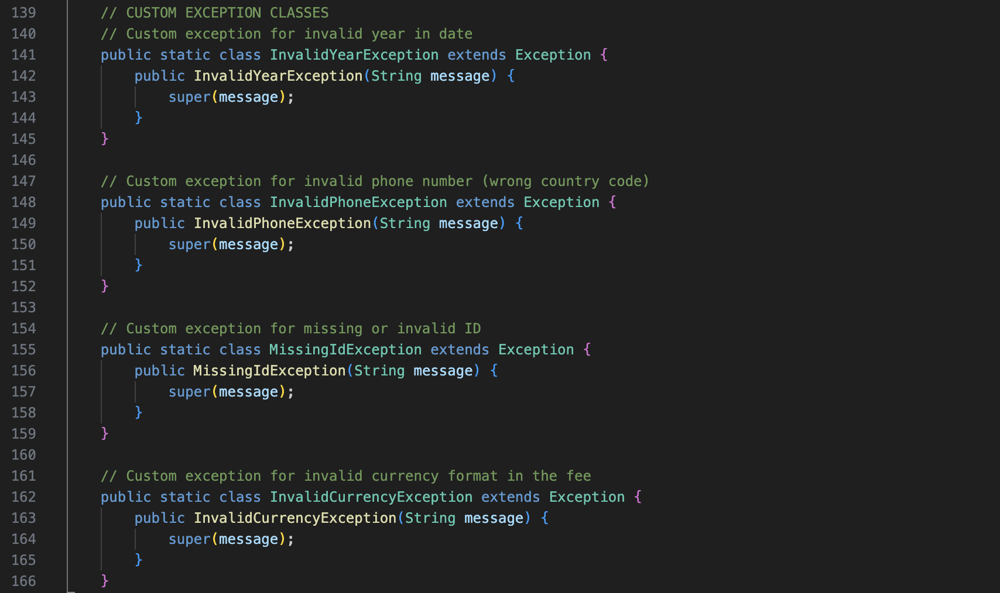 139 // CUSTOM EXCEPTION CLASSES
140 // Custom exception for invalid year in date
141 public static class InvalidYearException extends Exception {
142 public InvalidYearException(String message) {
143 super(message);
144 }
145 }
146
147 // Custom exception for invalid phone number (wrong country code)
148 public static class InvalidPhoneException extends Exception {
149 public InvalidPhoneException(String message) {
150 super(message);
151 }
152 }
153
154 // Custom exception for missing or invalid ID
155 public static class MissingIdException extends Exception {
156 public MissingIdException(String message) {
157 super(message);
158 }
159 }
160
161 // Custom exception for invalid currency format in the fee
162 public static class InvalidCurrencyException extends Exception {
163 public InvalidCurrencyException(String message) {
164 super(message);
165 }
166 }